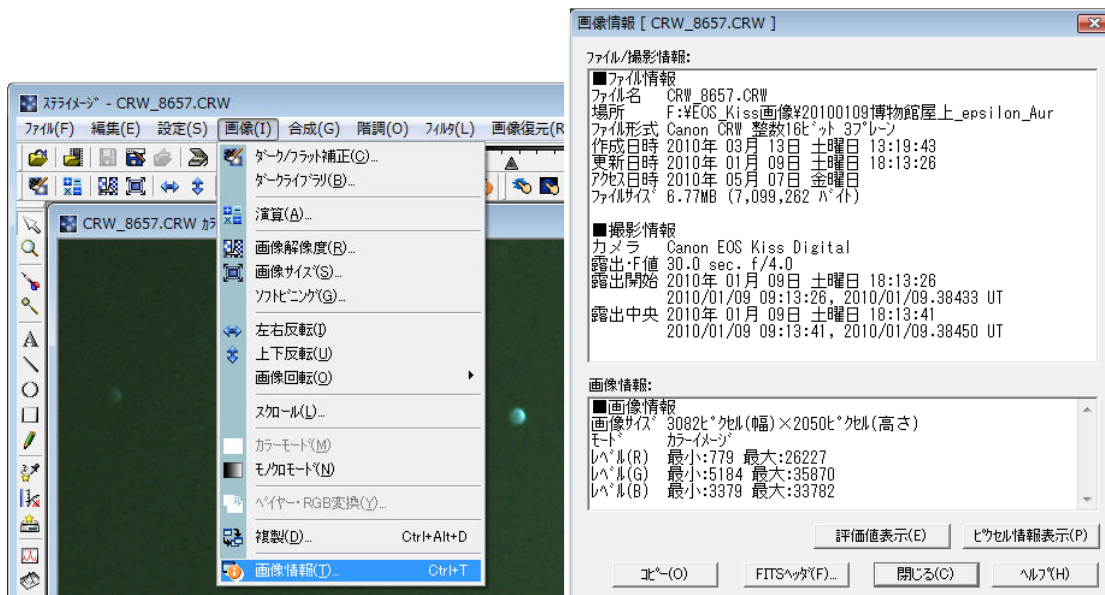 ｽﾃﾗｲﾒｰｼﾞ - CRW_8657.CRW
ﾌｧｲﾙ(F) 編集(E) 設定(S) 画像(I) 合成(G) 階調(O) ﾌｨﾙﾀ(L) 画像復元(R
CRW_8657.CRW ｶﾗ
ﾀﾞｰｸ/ﾌﾗｯﾄ補正(C)...
ﾀﾞｰｸﾗｲﾌﾞﾗﾘ(B)...
演算(A)...
画像解像度(R)...
画像ｻｲｽﾞ(S)...
ｿﾌﾄﾋﾞﾆﾝｸﾞ(G)...
左右反転(I)
上下反転(U)
画像回転(O)
ｽｸﾛｰﾙ(L)...
ｶﾗｰﾓｰﾄﾞ(M)
ﾓﾉｸﾛﾓｰﾄﾞ(N)
ﾍﾞｲﾔｰ・RGB変換(Y)...
複製(D)... Ctrl+Alt+D
画像情報(T)... Ctrl+T
画像情報 [ CRW_8657.CRW ]
ﾌｧｲﾙ/撮影情報:
■ﾌｧｲﾙ情報
ﾌｧｲﾙ名 CRW_8657.CRW
場所 F:¥EOS_Kiss画像¥20100109博物館屋上_epsilon_Aur
ﾌｧｲﾙ形式 Canon CRW 整数16ﾋﾞｯﾄ 3ﾌﾟﾚｰﾝ
作成日時 2010年 03月 13日 土曜日 13:19:43
更新日時 2010年 01月 09日 土曜日 18:13:26
ｱｸｾｽ日時 2010年 05月 07日 金曜日
ﾌｧｲﾙｻｲｽﾞ 6.77MB (7,099,262 ﾊﾞｲﾄ)
■撮影情報
カメラ Canon EOS Kiss Digital
露出・F値 30.0 sec. f/4.0
露出開始 2010年 01月 09日 土曜日 18:13:26
2010/01/09 09:13:26, 2010/01/09.38433 UT
露出中央 2010年 01月 09日 土曜日 18:13:41
2010/01/09 09:13:41, 2010/01/09.38450 UT
画像情報:
■画像情報
画像ｻｲｽﾞ 3082ﾋﾟｸｾﾙ(幅)×2050ﾋﾟｸｾﾙ(高さ)
ﾓｰﾄﾞ ｶﾗｰｲﾒｰｼﾞ
ﾚﾍﾞﾙ(R) 最小:779 最大:26227
ﾚﾍﾞﾙ(G) 最小:5184 最大:35870
ﾚﾍﾞﾙ(B) 最小:3379 最大:33782
評価値表示(E) ﾋﾟｸｾﾙ情報表示(P)
ｺﾋﾟｰ(O) FITSﾍｯﾀﾞ(F)... 閉じる(C) ﾍﾙﾌﾟ(H)